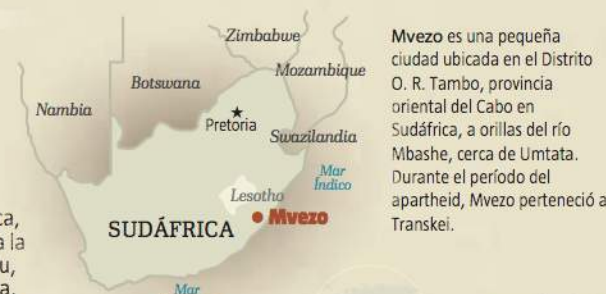 Zimbabwe
Mozambique
Botswana
Nambia
Pretoria
Swazilandia
Mar
Índico
Lesotho
Mvezo
SUDÁFRICA
Mar
a la
Mvezo es una pequeña
ciudad ubicada en el Distrito
O. R. Tambo, provincia
oriental del Cabo en
Sudáfrica, a orillas del río
Mbashe, cerca de Umtata.
Durante el período del
apartheid, Mvezo perteneció a
Transkei.